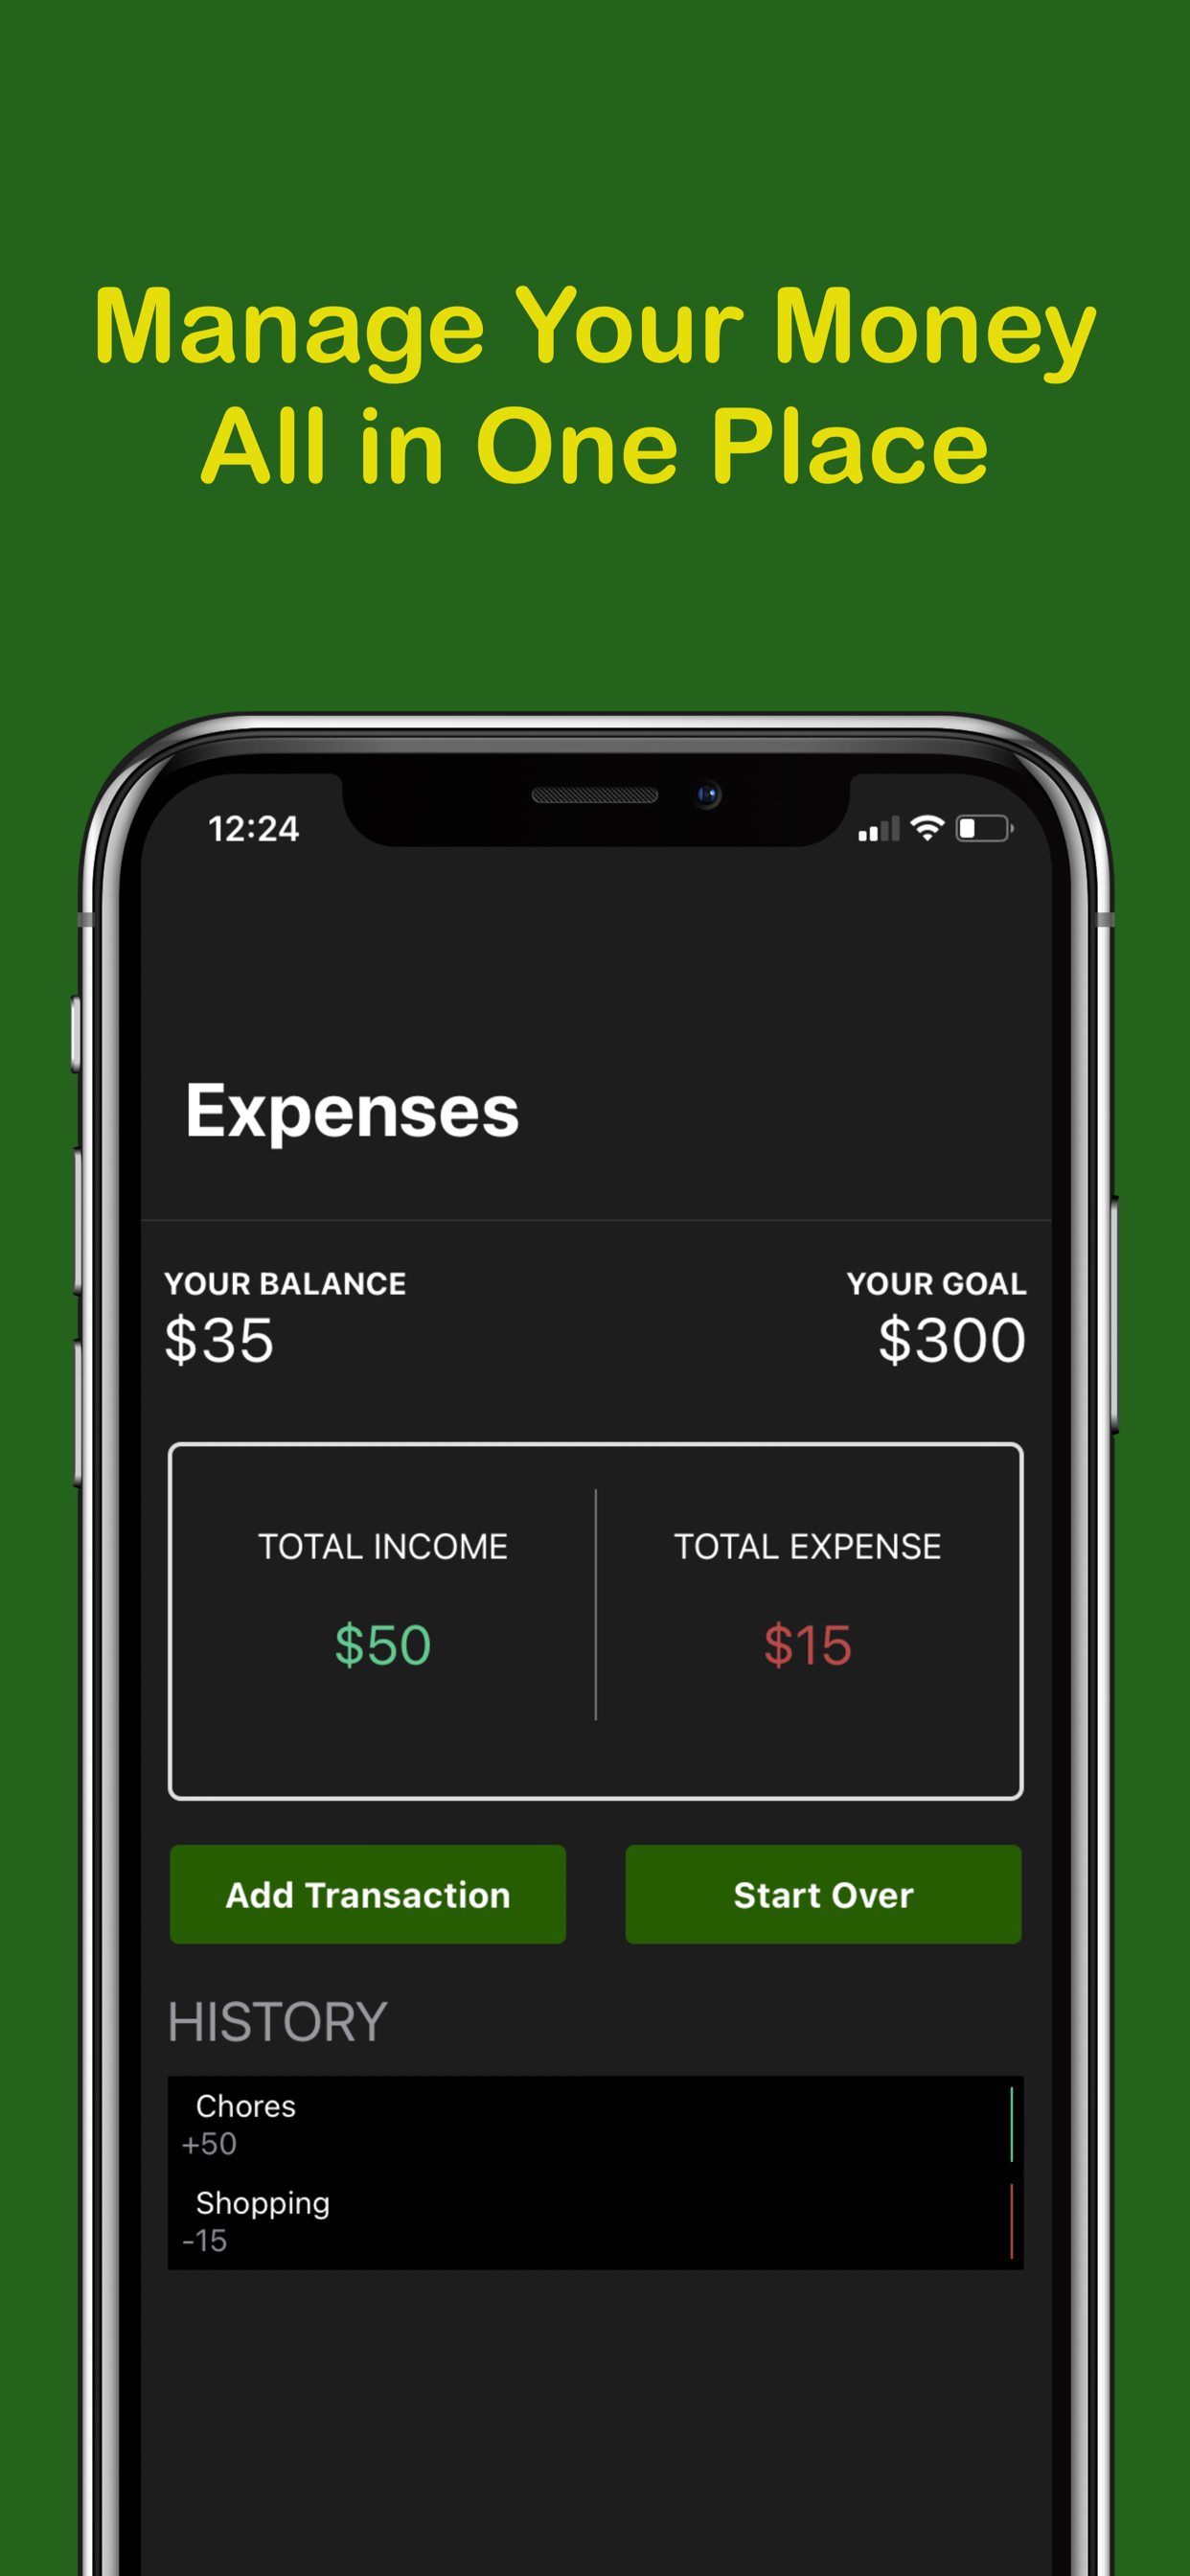 Manage Your Money
All in One Place
12:24
Expenses
YOUR BALANCE
YOUR GOAL
$35
$300
TOTAL INCOME
TOTAL EXPENSE
$50
$15
Add Transaction
Start Over
HISTORY
Chores
+50
Shopping
-15